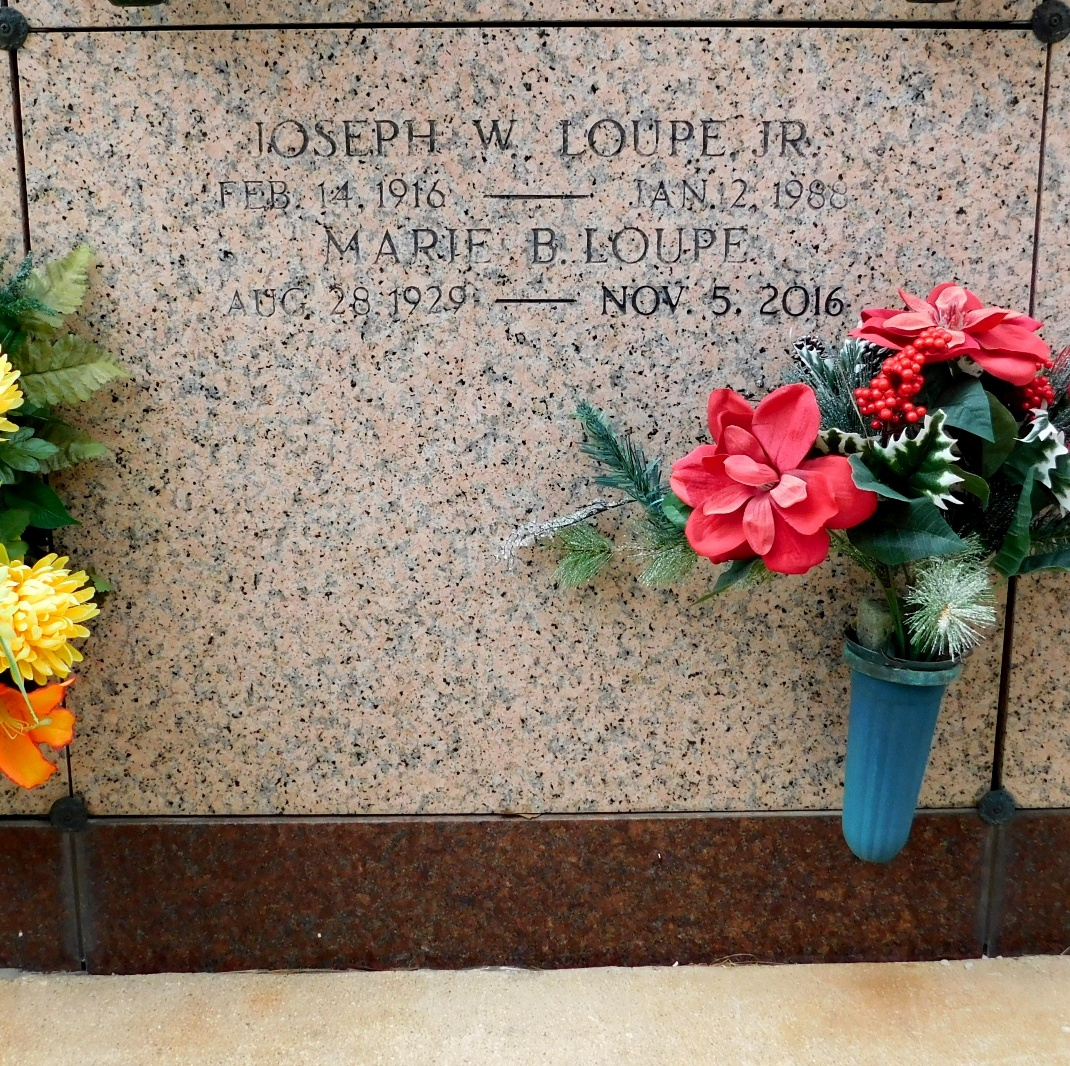 JOSEPH W. LOUPE, JR.
FEB. 14, 1916 — JAN. 2, 1988
MARIE B. LOUPE
AUG. 28, 1929 — NOV. 5, 2016